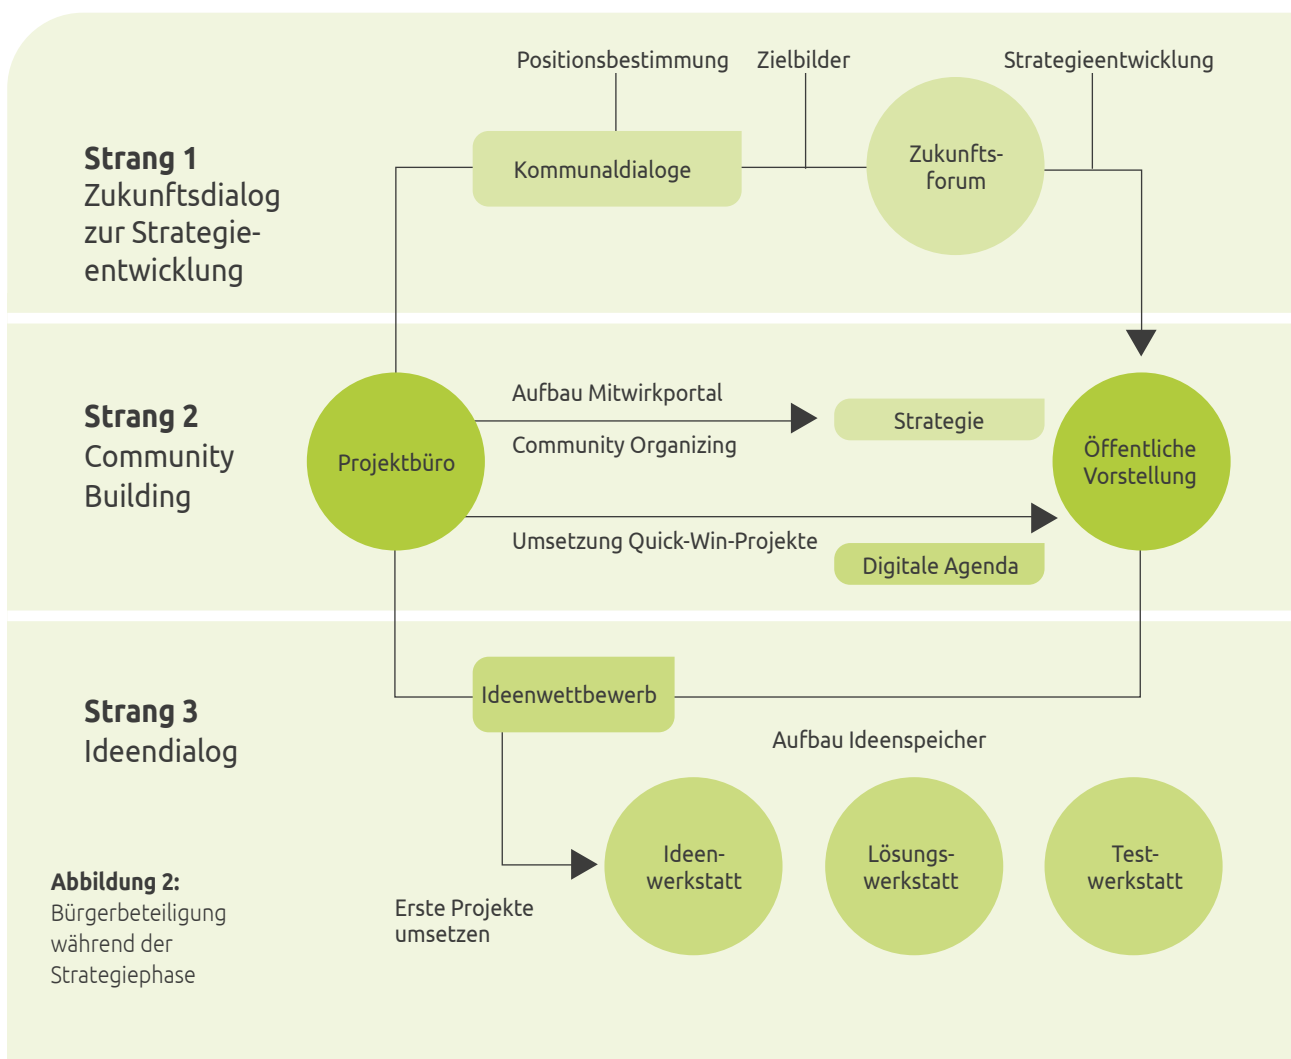 Positionsbestimmung
Zielbilder
Strategieentwicklung
Strang 1
Zukunftsdialog
zur Strategie-
entwicklung
Kommunaldialoge
Zukunfts-
forum
Strang 2
Community
Building
Projektbüro
Aufbau Mitwirkportal
Community Organizing
Strategie
Umsetzung Quick-Win-Projekte
Digitale Agenda
Öffentliche
Vorstellung
Strang 3
Ideendialog
Ideenwettbewerb
Aufbau Ideenspeicher
Ideen-
werkstatt
Lösungs-
werkstatt
Test-
werkstatt
Erste Projekte
umsetzen
Abbildung 2:
Bürgerbeteiligung
während der
Strategiephase